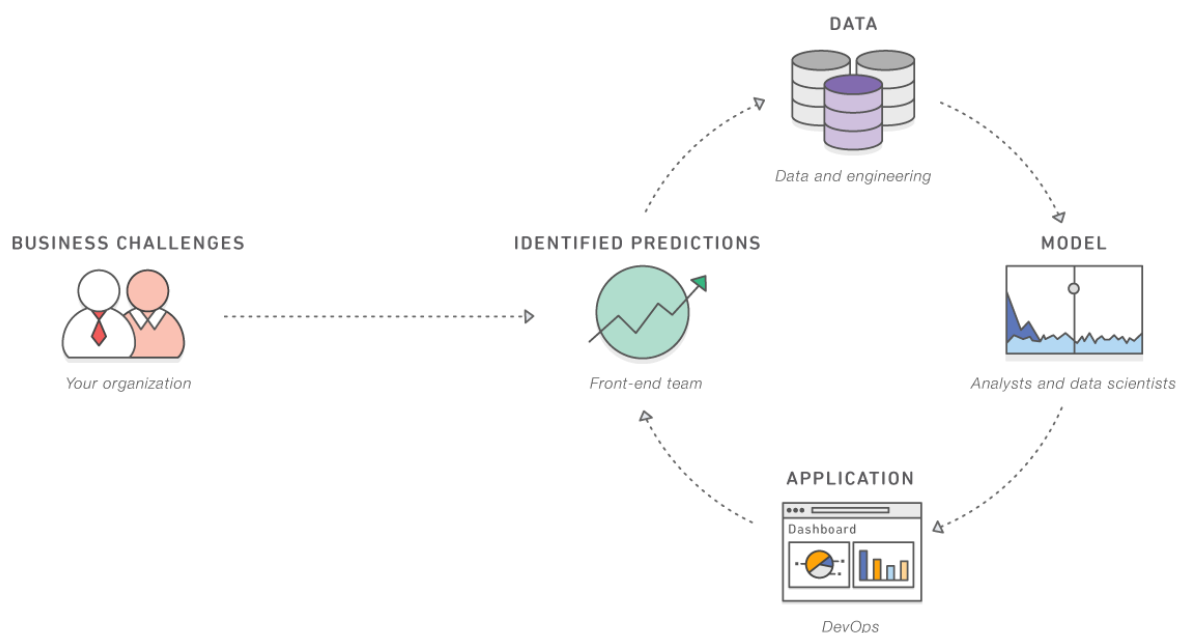 DATA
Data and engineering
BUSINESS CHALLENGES
Your organization
IDENTIFIED PREDICTIONS
Front-end team
MODEL
Analysts and data scientists
APPLICATION
Dashboard
DevOps